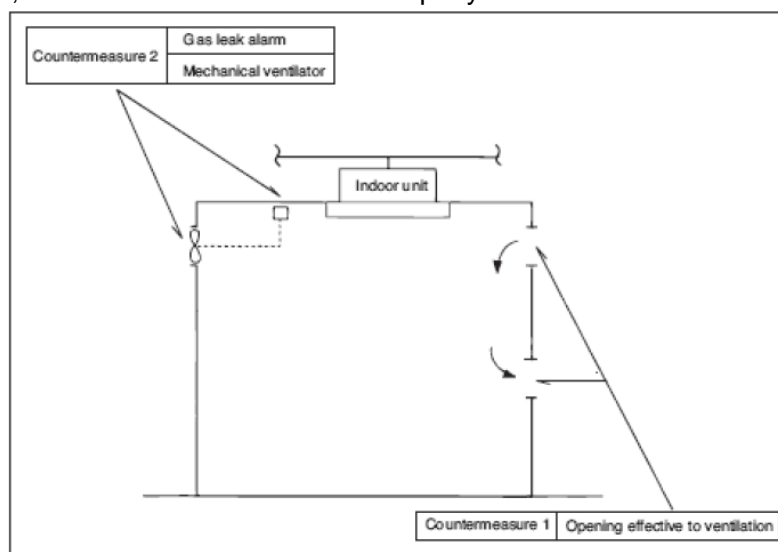 Countermeasure 2
Gas leak alarm
Mechanical ventilator
Indoor unit
Countermeasure 1
Opening effective to ventilation